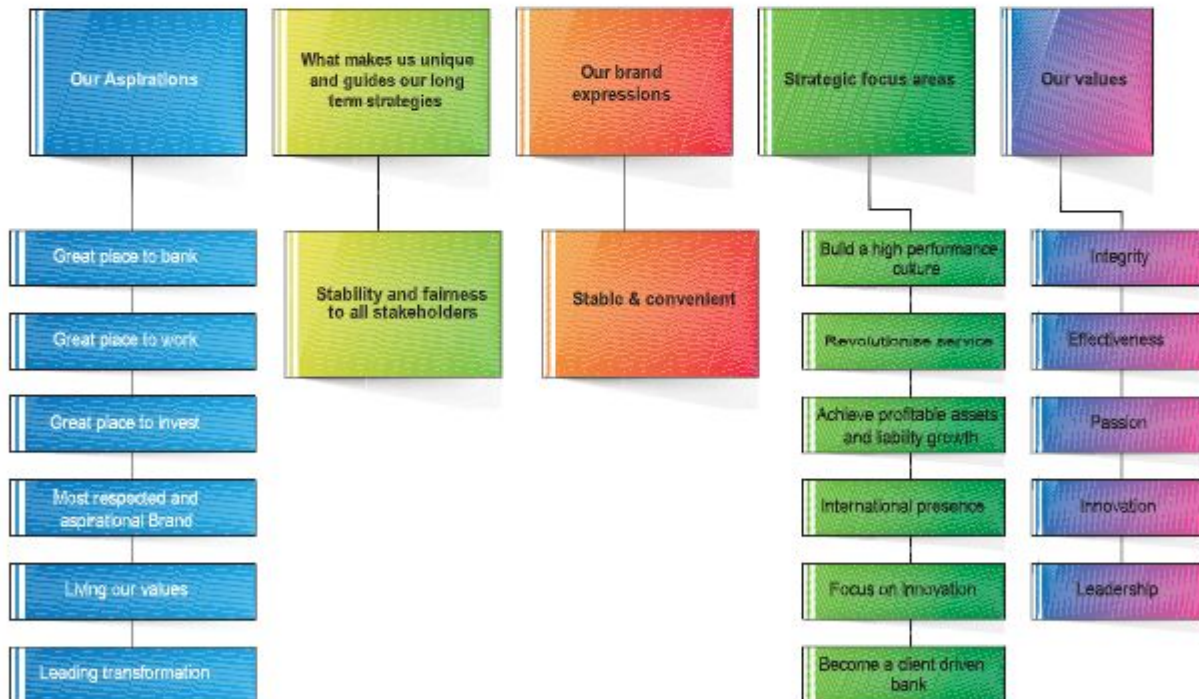 Our Aspirations
Great place to bank
Great place to work
Great place to invest
Most respected and
aspirational Brand
Living our values
Leading transformation
What makes us unique
and guides our long
term strategies
Stability and fairness
to all stakeholders
Our brand
expressions
Stable & convenient
Strategic focus areas
Build a high performance
culture
Revolutionise service
Achieve profitable assets
and liability growth
International presence
Focus on Innovation
Become a client driven
bank
Our values
Integrity
Effectiveness
Passion
Innovation
Leadership